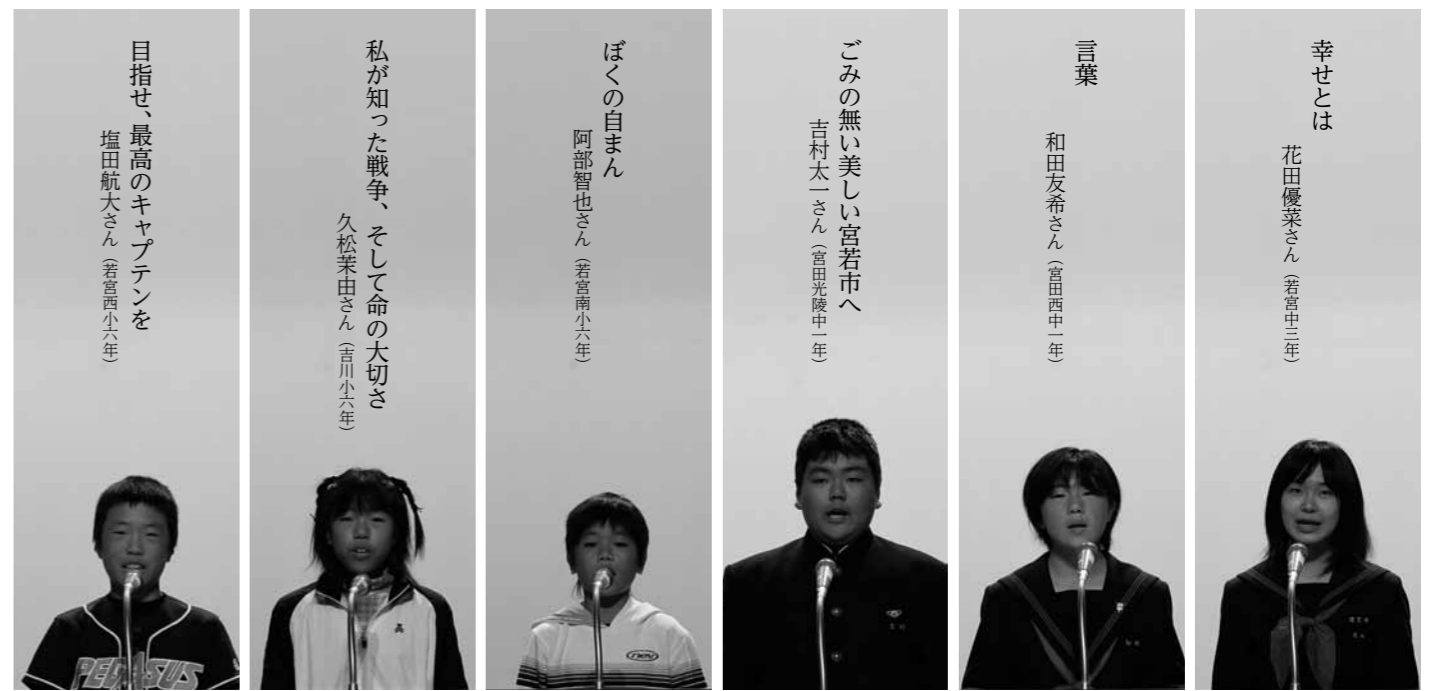 幸せとは
花田優菜さん（若宮中三年）
言葉
和田友希さん（宮田西中一年）
ごみの無い美しい宮若市へ
吉村太一さん（宮田光陵中一年）
ぼくの自まん
阿部智也さん（若宮南小六年）
私が知った戦争、そして命の大切さ
久松茉由さん（吉川小六年）
目指せ、最高のキャプテンを
塩田航大さん（若宮西小六年）
PEGASUS